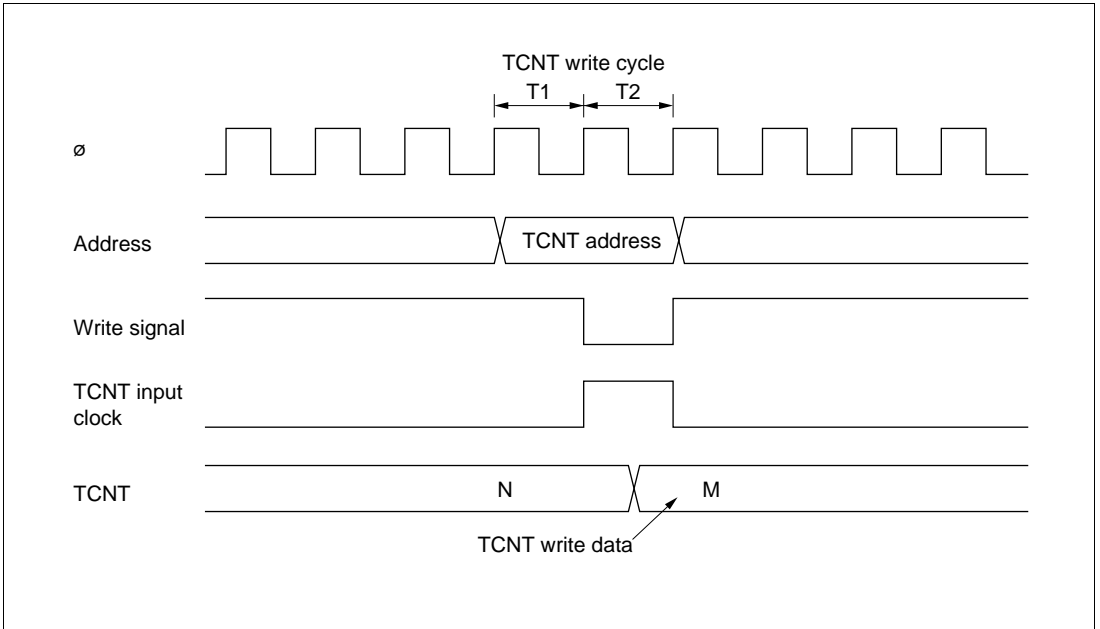 TCNT write cycle
T1 T2
ø
Address TCNT address
Write signal
TCNT input
clock
TCNT N M
TCNT write data